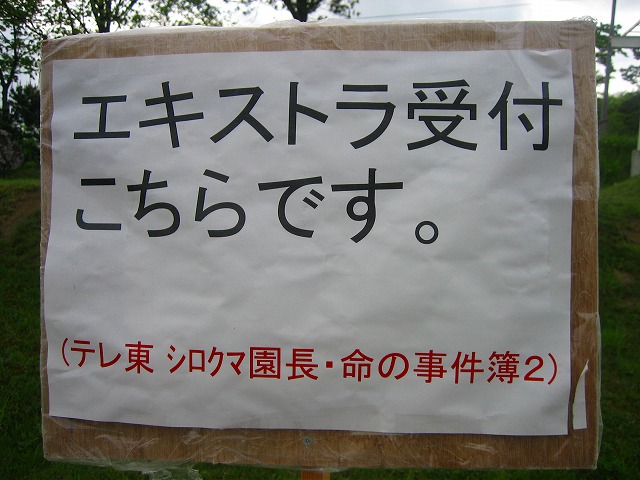 エキストラ受付
こちらです。
(テレ東 シロクマ園長・命の事件簿2)